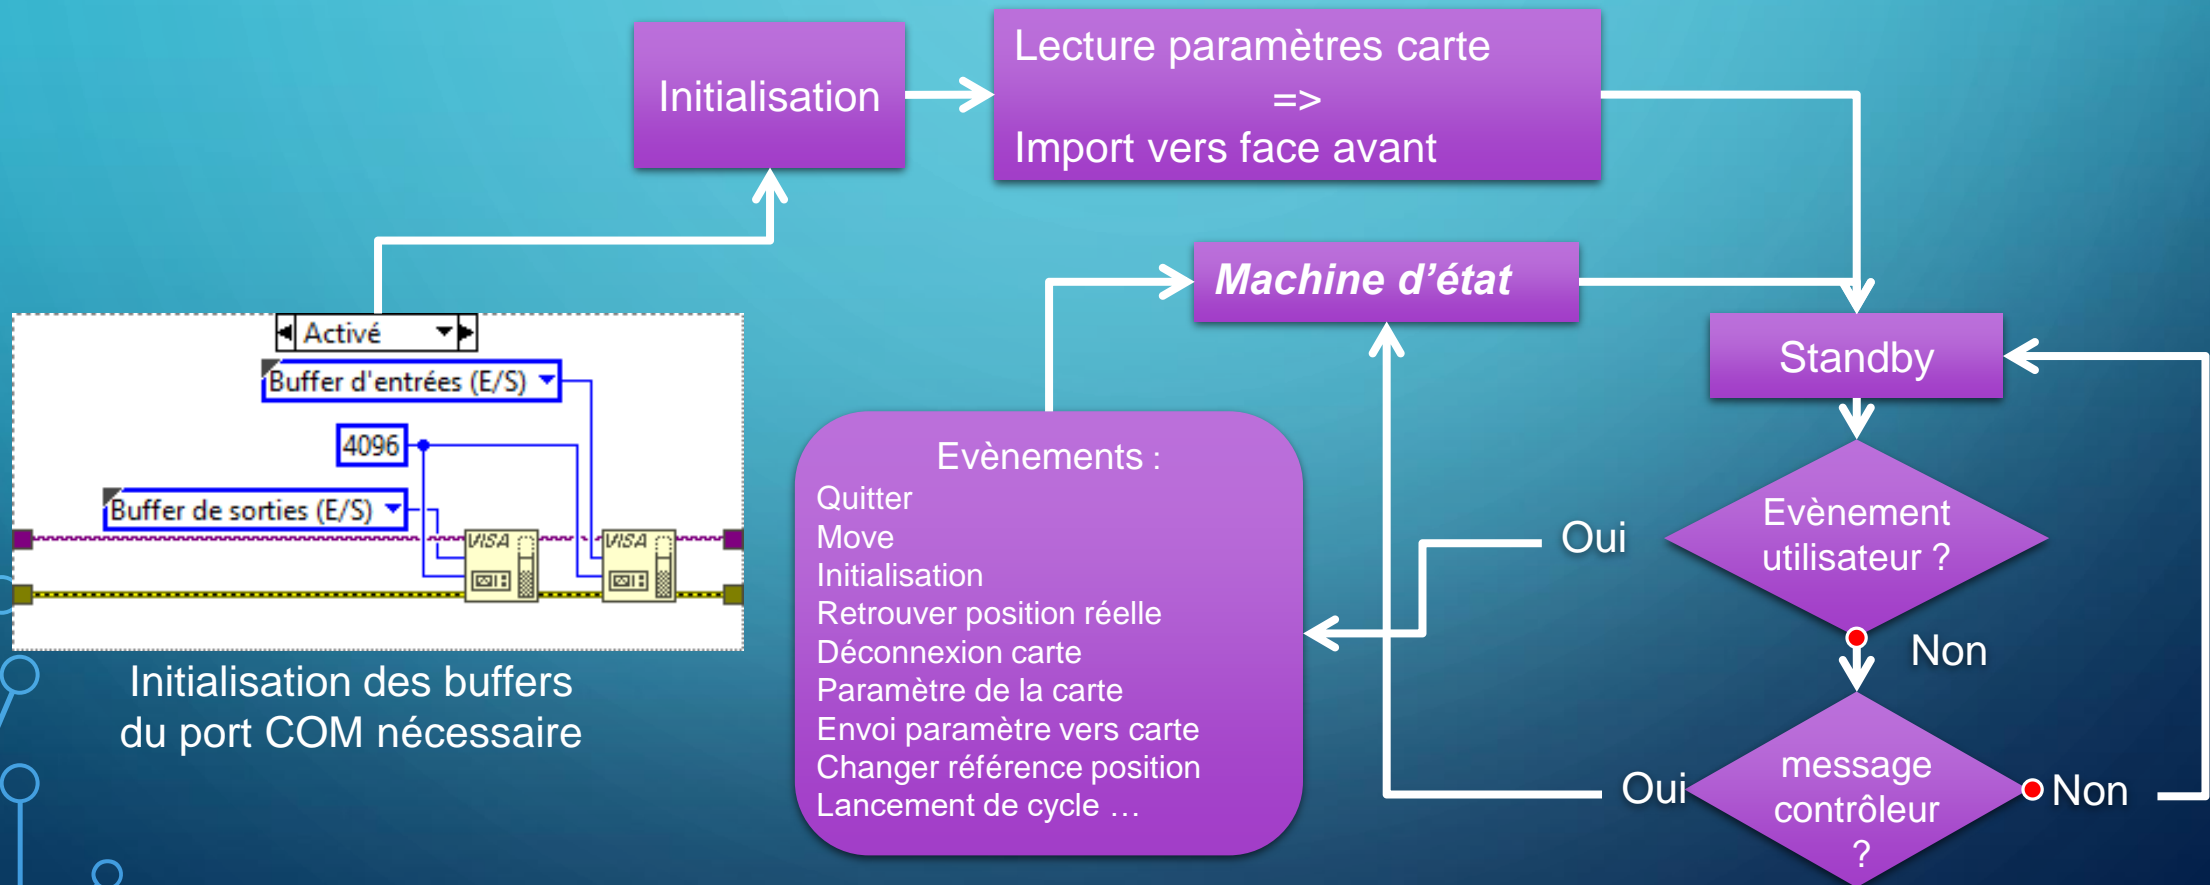 Initialisation
Lecture paramètres carte
=>
Import vers face avant
Machine d’état
Standby
Activé
Buffer d'entrées (E/S)
4096
Buffer de sorties (E/S)
VISA
VISA
Initialisation des buffers
du port COM nécessaire
Evènements :
Quitter
Move
Initialisation
Retrouver position réelle
Déconnexion carte
Paramètre de la carte
Envoi paramètre vers carte
Changer référence position
Lancement de cycle …
Oui
Evènement
utilisateur ?
Non
Oui
message
contrôleur
?
Non